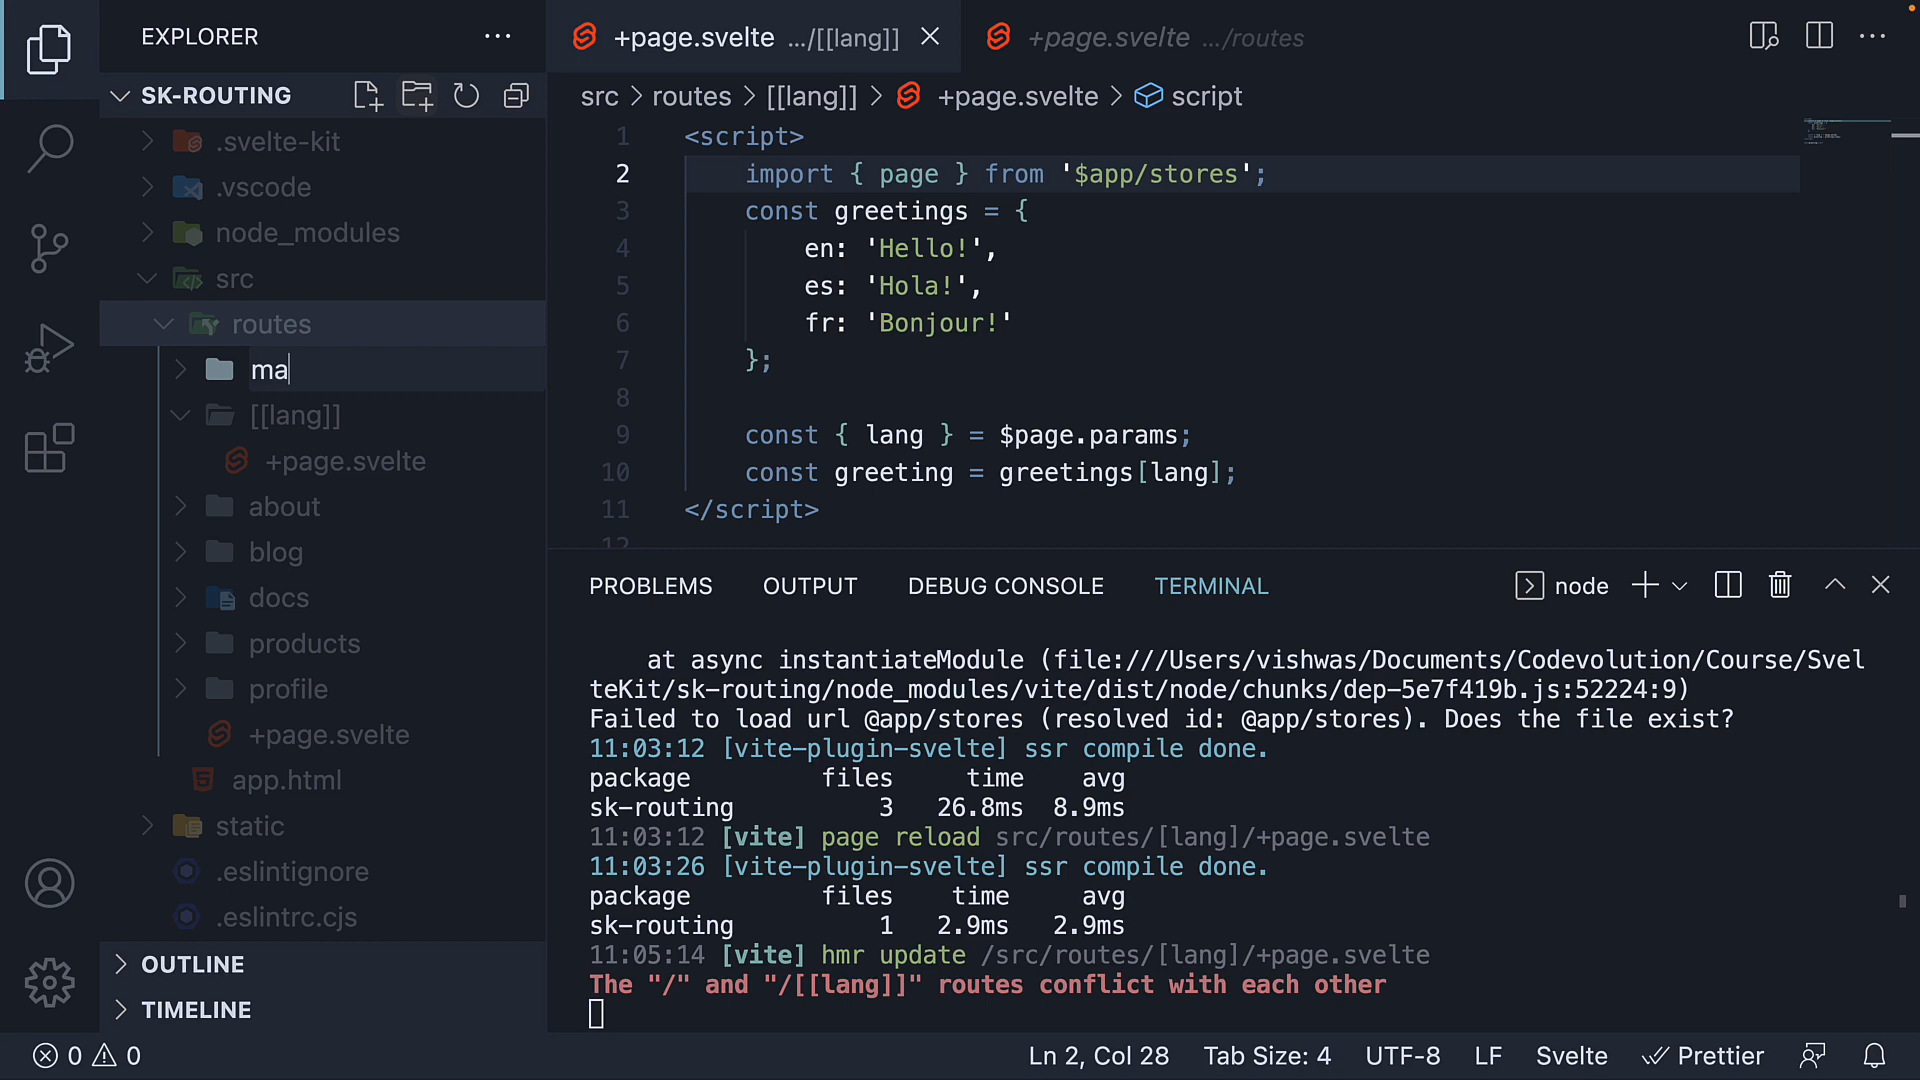 EXPLORER
SK-ROUTING
.svelte-kit
.vscode
node_modules
src
routes
ma
[[lang]]
+page.svelte
about
blog
docs
products
profile
+page.svelte
app.html
static
.eslintignore
.eslintrc.cjs
OUTLINE
TIMELINE
+page.svelte .../[[lang]]
+page.svelte .../routes
src > routes > [[lang]] > +page.svelte > script
1 <script>
2 import { page } from '$app/stores';
3 const greetings = {
4 en: 'Hello!',
5 es: 'Hola!',
6 fr: 'Bonjour!'
7 };
8
9 const { lang } = $page.params;
10 const greeting = greetings[lang];
11 </script>
12
PROBLEMS OUTPUT DEBUG CONSOLE TERMINAL node
at async instantiateModule (file:///Users/vishwas/Documents/Codevolution/Course/Svel
teKit/sk-routing/node_modules/vite/dist/node/chunks/dep-5e7f419b.js:52224:9)
Failed to load url @app/stores (resolved id: @app/stores). Does the file exist?
11:03:12 [vite-plugin-svelte] ssr compile done.
package files time avg
sk-routing 3 26.8ms 8.9ms
11:03:12 [vite] page reload src/routes/[lang]/+page.svelte
11:03:26 [vite-plugin-svelte] ssr compile done.
package files time avg
sk-routing 1 2.9ms 2.9ms
11:05:14 [vite] hmr update /src/routes/[lang]/+page.svelte
The "/" and "/[[lang]]" routes conflict with each other
0 0 Ln 2, Col 28 Tab Size: 4 UTF-8 LF Svelte Prettier